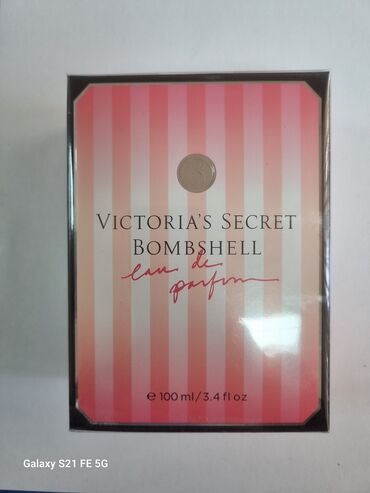 VICTORIA'S SECRET
BOMBSHELL
eau de
parfum
e 100 ml/3.4 fl oz
Galaxy S21 FE 5G